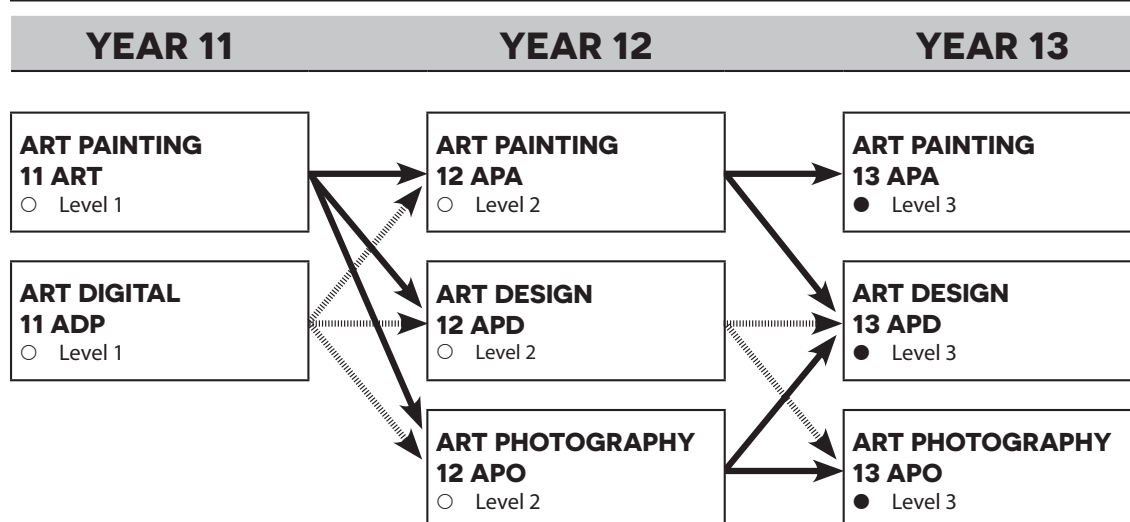 YEAR 11
YEAR 12
YEAR 13
ART PAINTING
11 ART
○ Level 1
ART DIGITAL
11 ADP
○ Level 1
ART PAINTING
12 APA
○ Level 2
ART DESIGN
12 APD
○ Level 2
ART PHOTOGRAPHY
12 APO
○ Level 2
ART PAINTING
13 APA
● Level 3
ART DESIGN
13 APD
● Level 3
ART PHOTOGRAPHY
13 APO
● Level 3